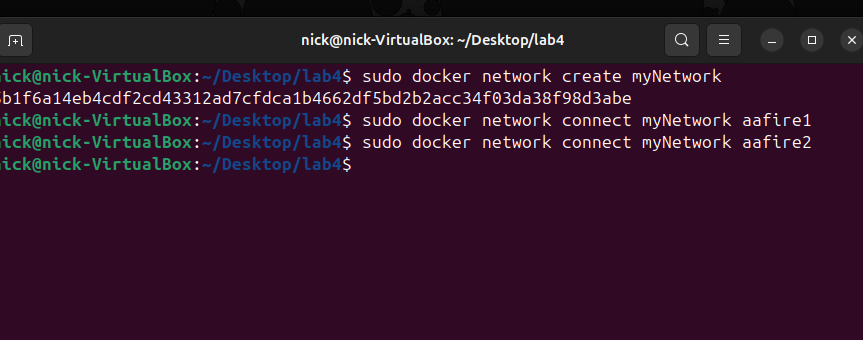 nick@nick-VirtualBox: ~/Desktop/lab4
nick@nick-VirtualBox:~/Desktop/lab4$ sudo docker network create myNetwork
b1f6a14eb4cdf2cd43312ad7cfdca1b4662df5bd2b2acc34f03da38f98d3abe
nick@nick-VirtualBox:~/Desktop/lab4$ sudo docker network connect myNetwork aafire1
nick@nick-VirtualBox:~/Desktop/lab4$ sudo docker network connect myNetwork aafire2
nick@nick-VirtualBox:~/Desktop/lab4$